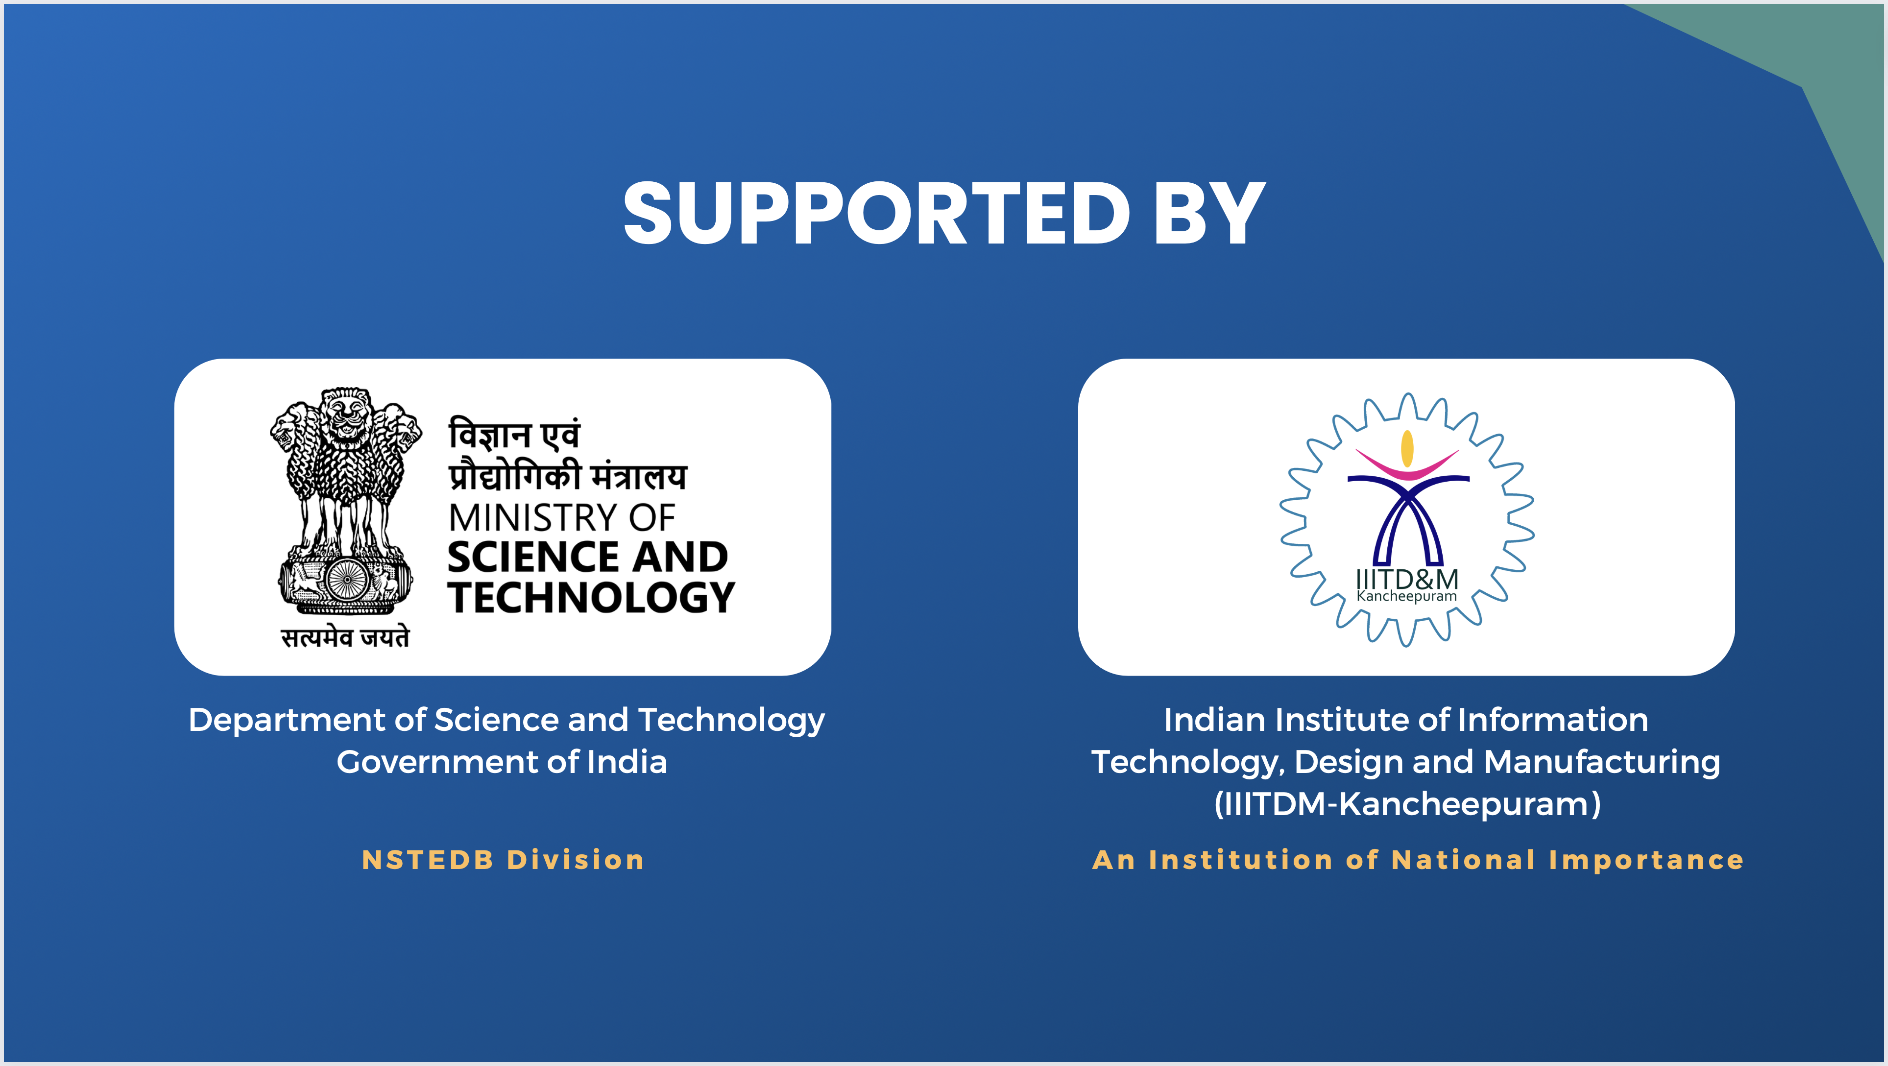 SUPPORTED BY
विज्ञान एवं
प्रौद्योगिकी मंत्रालय
MINISTRY OF
SCIENCE AND
TECHNOLOGY
सत्यमेव जयते
Department of Science and Technology
Government of India
NSTEDB Division
IIITD&M
Kancheepuram
Indian Institute of Information
Technology, Design and Manufacturing
(IIITDM-Kancheepuram)
An Institution of National Importance